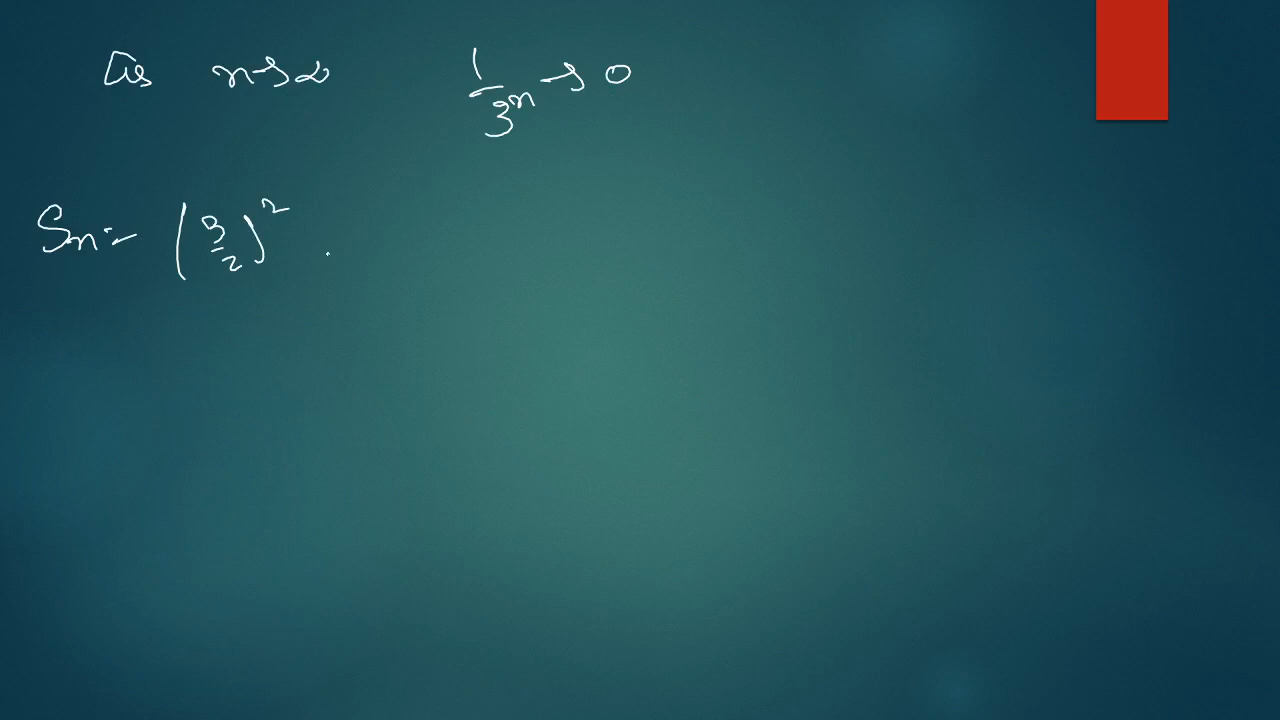 As n→∞ 1/3ⁿ → 0
Sn = (3/2)² .